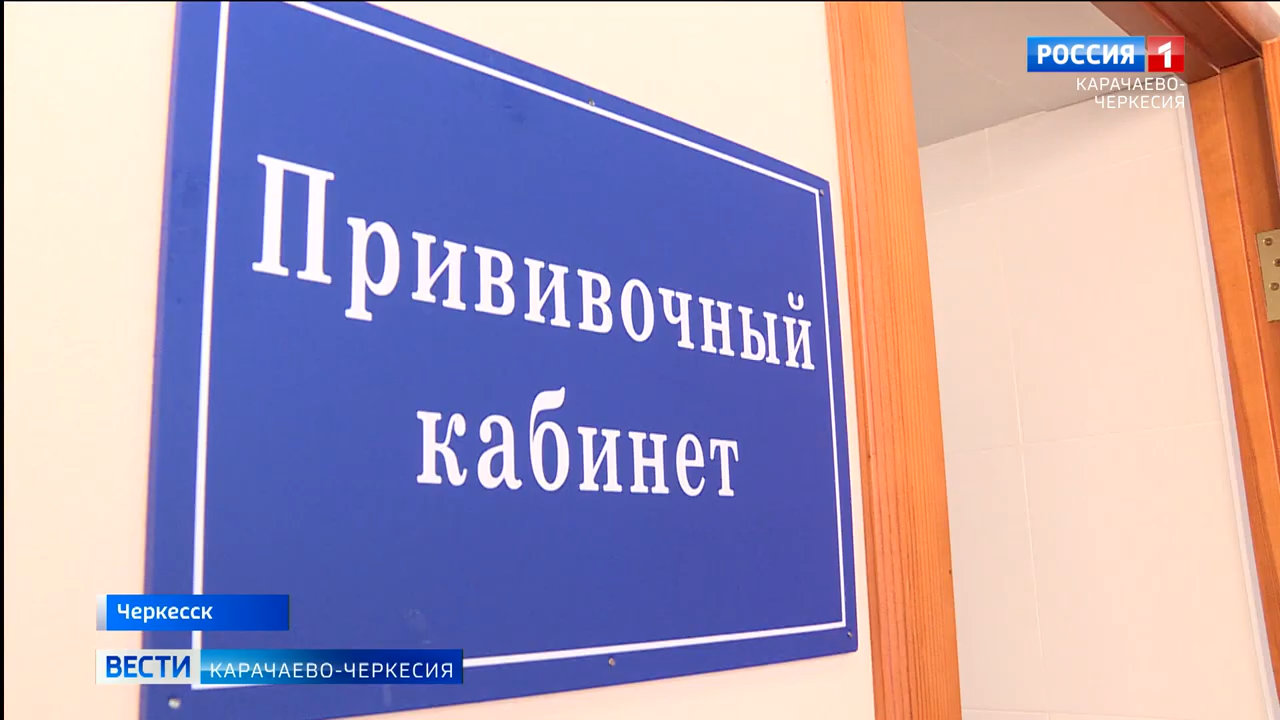 РОССИЯ 1
КАРАЧАЕВО-
ЧЕРКЕСИЯ
Прививочный
кабинет
Черкесск
ВЕСТИ КАРАЧАЕВО-ЧЕРКЕСИЯ